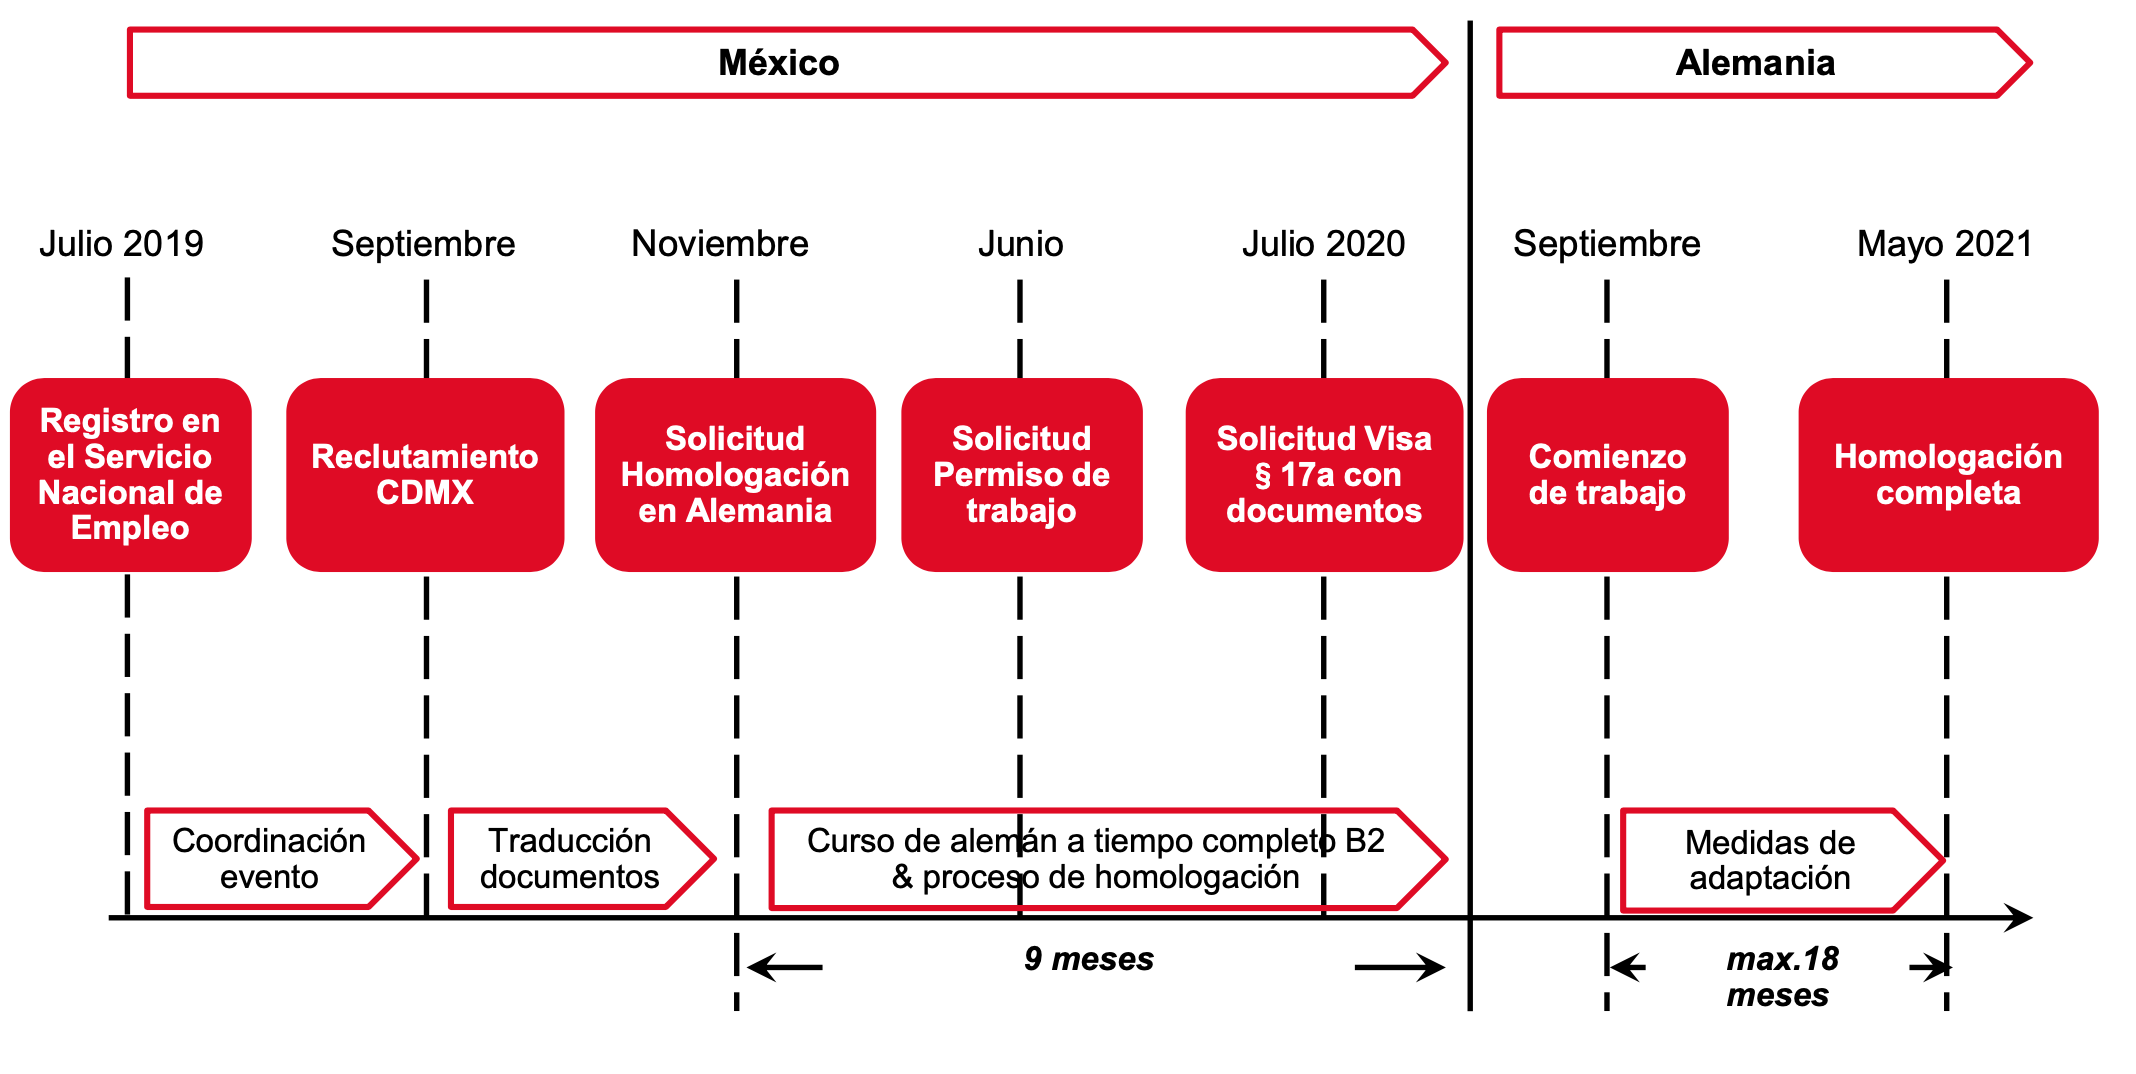 México
Alemania
Julio 2019
Septiembre
Noviembre
Junio
Julio 2020
Septiembre
Mayo 2021
Registro en
el Servicio
Nacional de
Empleo
Reclutamiento
CDMX
Solicitud
Homologación
en Alemania
Solicitud
Permiso de
trabajo
Solicitud Visa
§ 17a con
documentos
Comienzo
de trabajo
Homologación
completa
Coordinación
evento
Traducción
documentos
Curso de alemán a tiempo completo B2
& proceso de homologación
Medidas de
adaptación
9 meses
max.18
meses